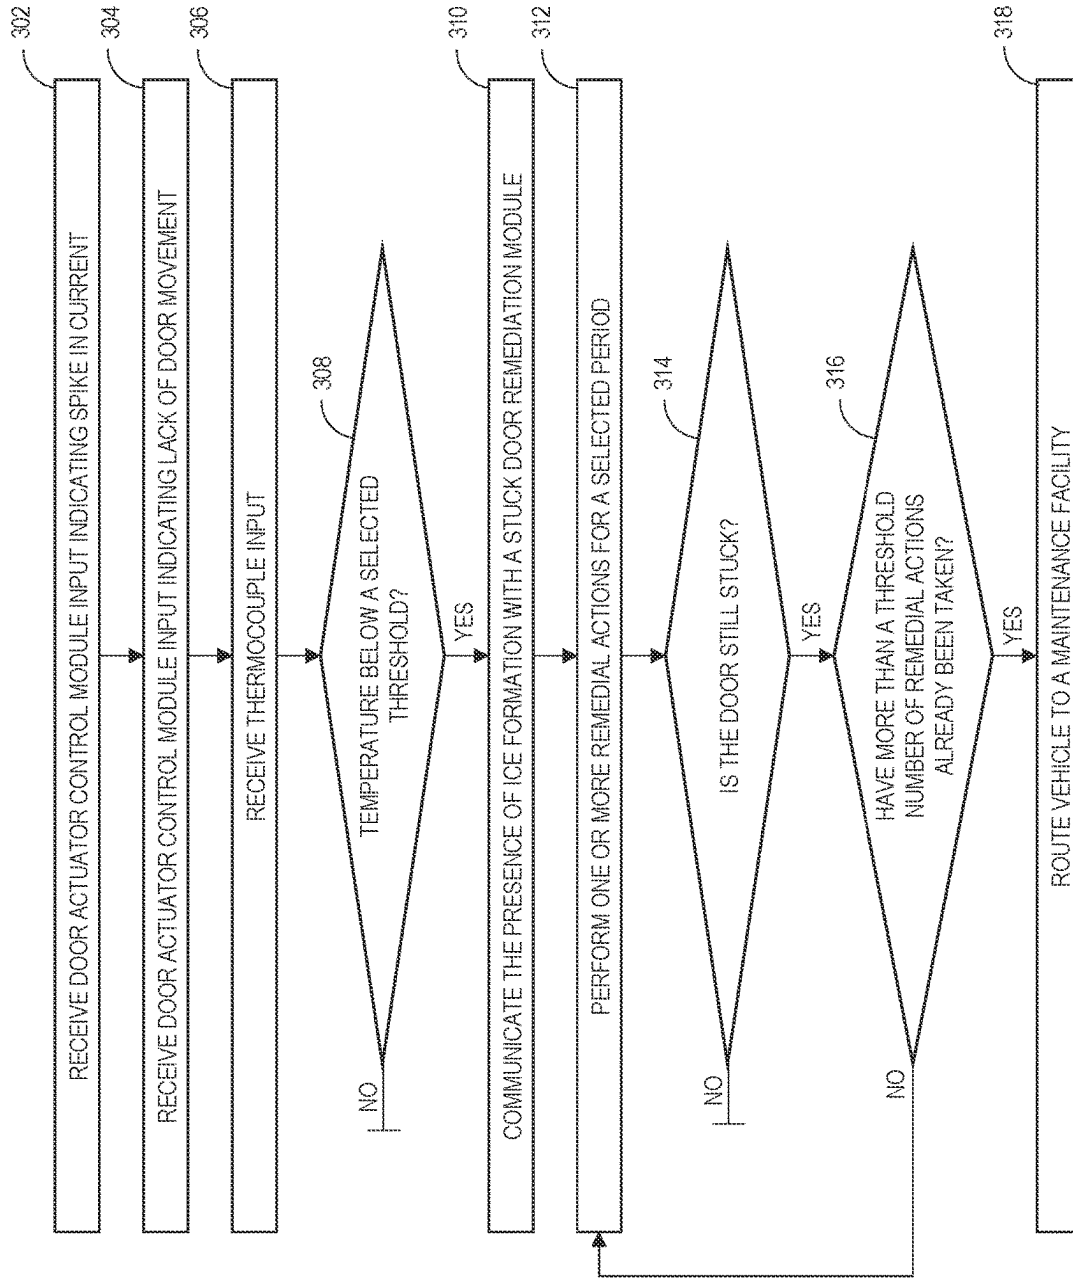 RECEIVE DOOR ACTUATOR CONTROL MODULE INPUT INDICATING SPIKE IN CURRENT
302
RECEIVE DOOR ACTUATOR CONTROL MODULE INPUT INDICATING LACK OF DOOR MOVEMENT
304
RECEIVE THERMOCOUPLE INPUT
306
308
TEMPERATURE BELOW A SELECTED
THRESHOLD?
NO
YES
COMMUNICATE THE PRESENCE OF ICE FORMATION WITH A STUCK DOOR REMEDIATION MODULE
310
PERFORM ONE OR MORE REMEDIAL ACTIONS FOR A SELECTED PERIOD
312
314
IS THE DOOR STILL STUCK?
NO
YES
316
HAVE MORE THAN A THRESHOLD
NUMBER OF REMEDIAL ACTIONS
ALREADY BEEN TAKEN?
NO
YES
ROUTE VEHICLE TO A MAINTENANCE FACILITY
318